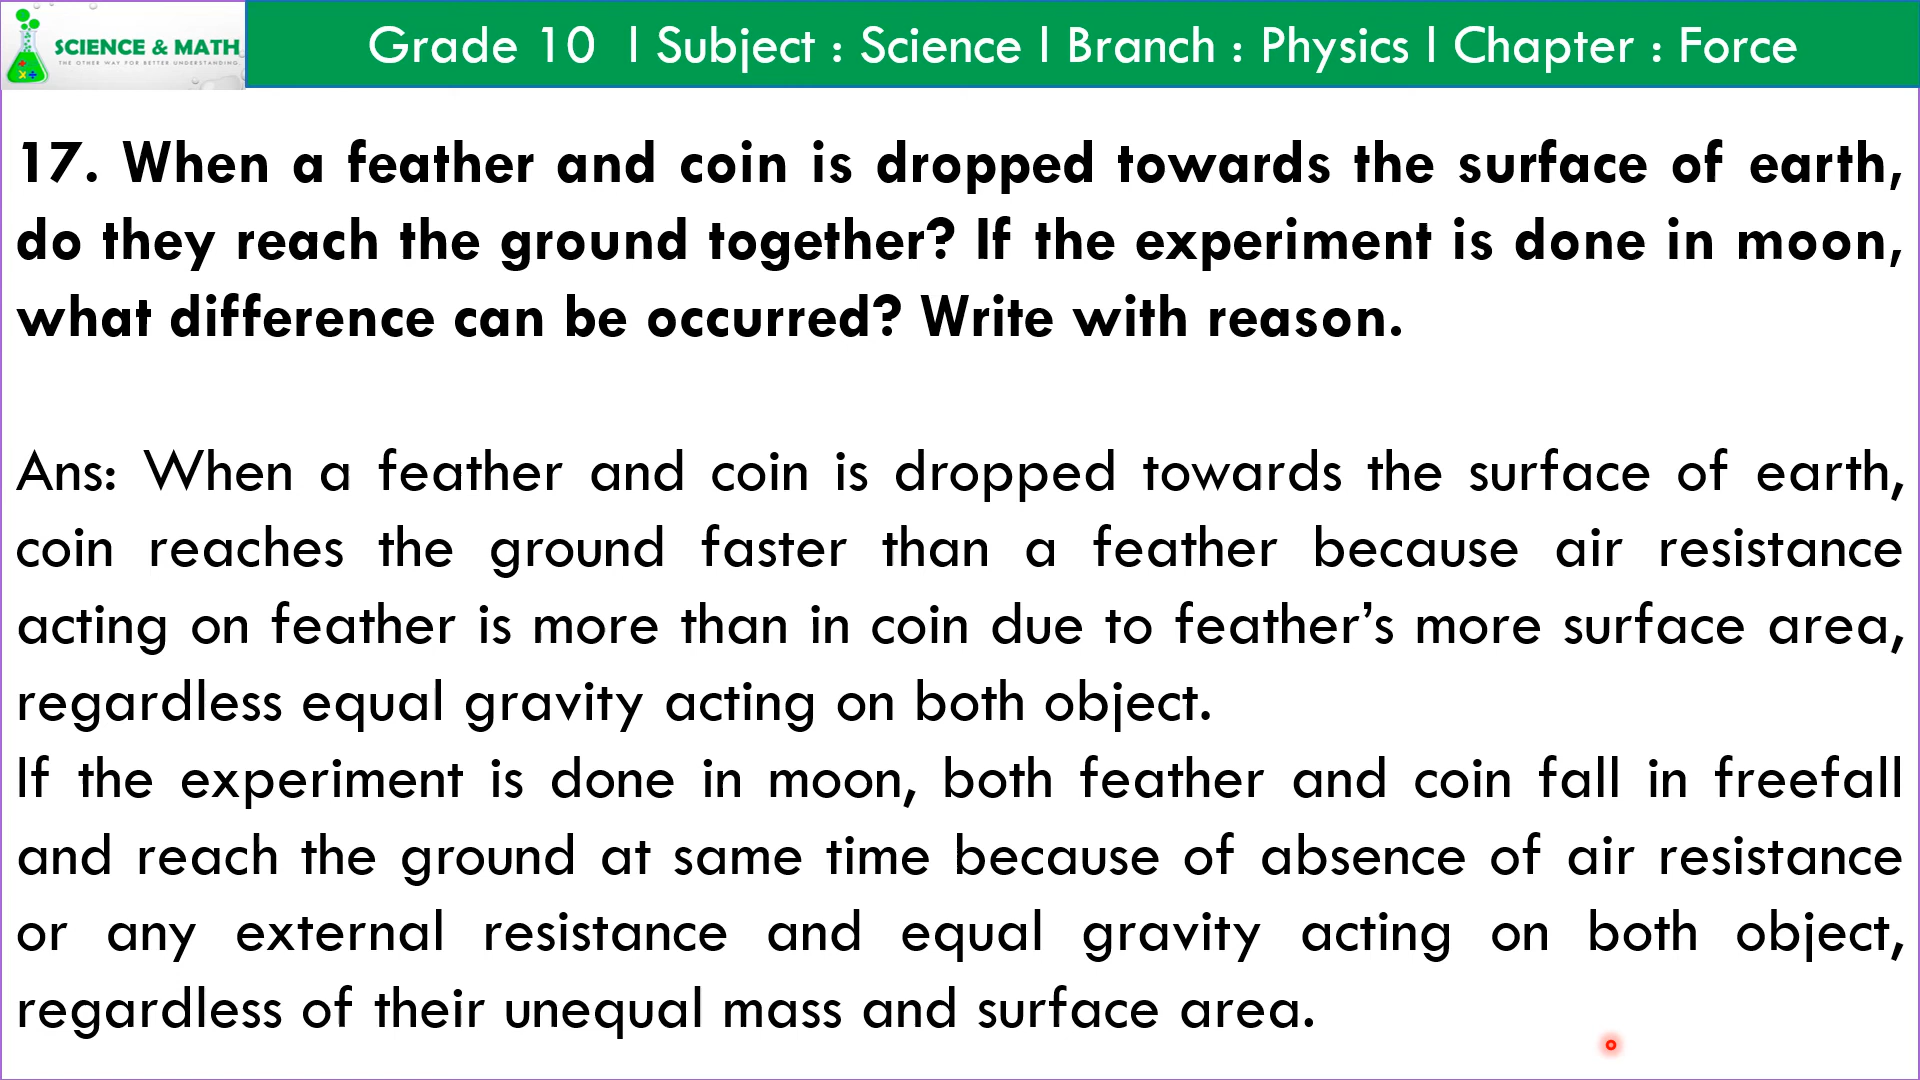 SCIENCE & MATH
THE OTHER WAY FOR BETTER UNDERSTANDING
Grade 10 l Subject : Science l Branch : Physics l Chapter : Force
17. When a feather and coin is dropped towards the surface of earth,
do they reach the ground together? If the experiment is done in moon,
what difference can be occurred? Write with reason.
Ans: When a feather and coin is dropped towards the surface of earth,
coin reaches the ground faster than a feather because air resistance
acting on feather is more than in coin due to feather’s more surface area,
regardless equal gravity acting on both object.
If the experiment is done in moon, both feather and coin fall in freefall
and reach the ground at same time because of absence of air resistance
or any external resistance and equal gravity acting on both object,
regardless of their unequal mass and surface area.